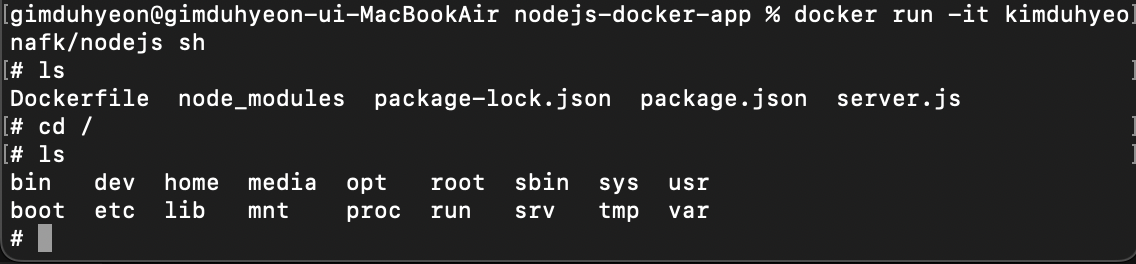 [gimduhyeon@gimduhyeon-ui-MacBookAir nodejs-docker-app % docker run -it kimduhyeo]
nafk/nodejs sh
[# ls ]
Dockerfile  node_modules  package-lock.json  package.json  server.js
[# cd / ]
[# ls ]
bin   dev  home  media  opt   root  sbin  sys  usr
boot  etc  lib   mnt    proc  run   srv   tmp  var
#